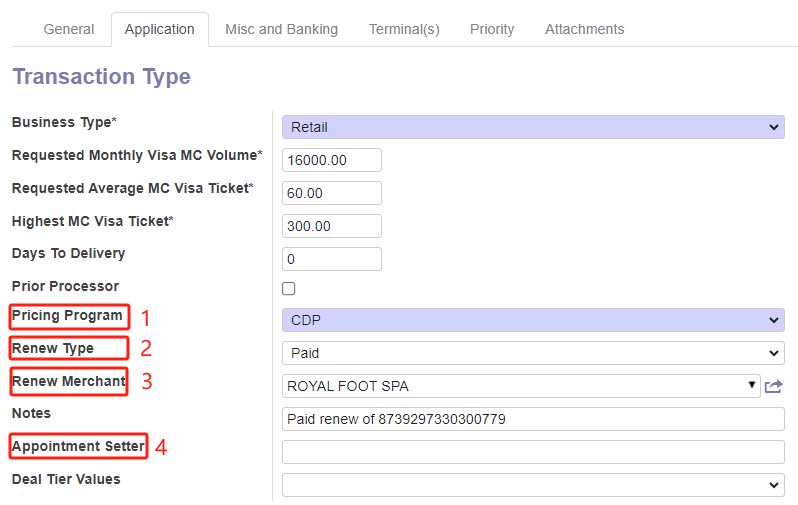 General Application Misc and Banking Terminal(s) Priority Attachments
Transaction Type
Business Type* Retail
Requested Monthly Visa MC Volume* 16000.00
Requested Average MC Visa Ticket* 60.00
Highest MC Visa Ticket* 300.00
Days To Delivery 0
Prior Processor
Pricing Program 1 CDP
Renew Type 2 Paid
Renew Merchant 3 ROYAL FOOT SPA
Notes Paid renew of 8739297330300779
Appointment Setter 4
Deal Tier Values